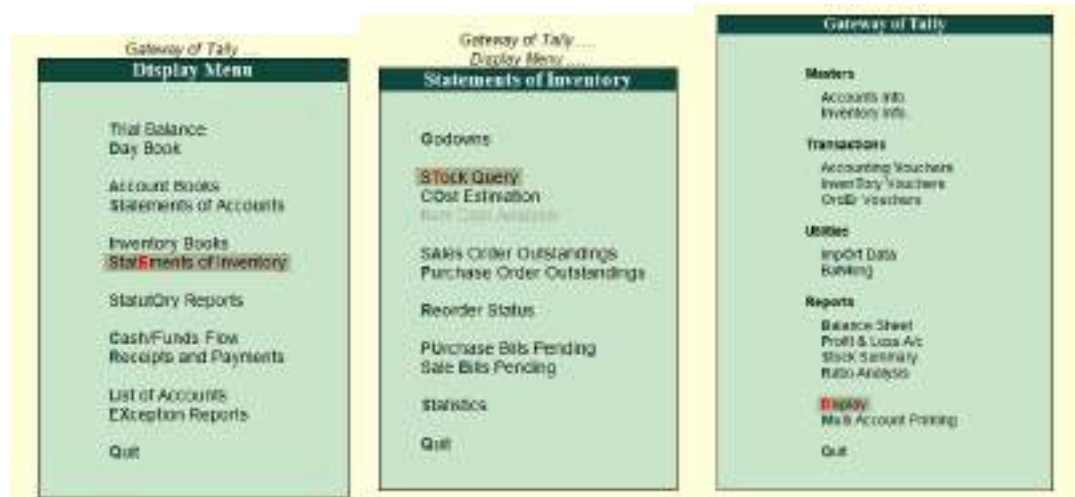 Gateway of Tally ....
Display Menu
Trial Balance
Day Book
Account Books
Statements of Accounts
Inventory Books
StatEments of Inventory
StatutOry Reports
Cash/Funds Flow
Receipts and Payments
List of Accounts
EXception Reports
Quit
Gateway of Tally ....
Display Menu ....
Statements of Inventory
Godowns
STock Query
COst Estimation
Item Cost Analysis
SAles Order Outstandings
Purchase Order Outstandings
Reorder Status
PUrchase Bills Pending
Sale Bills Pending
Statistics
Quit
Gateway of Tally
Masters
Accounts Info.
Inventory Info.
Transactions
Accounting Vouchers
InvenTory Vouchers
OrdEr Vouchers
Utilities
ImpOrt Data
BaNking
Reports
Balance Sheet
Profit & Loss A/c
Stock Summary
Ratio Analysis
Display
Multi Account Printing
Quit